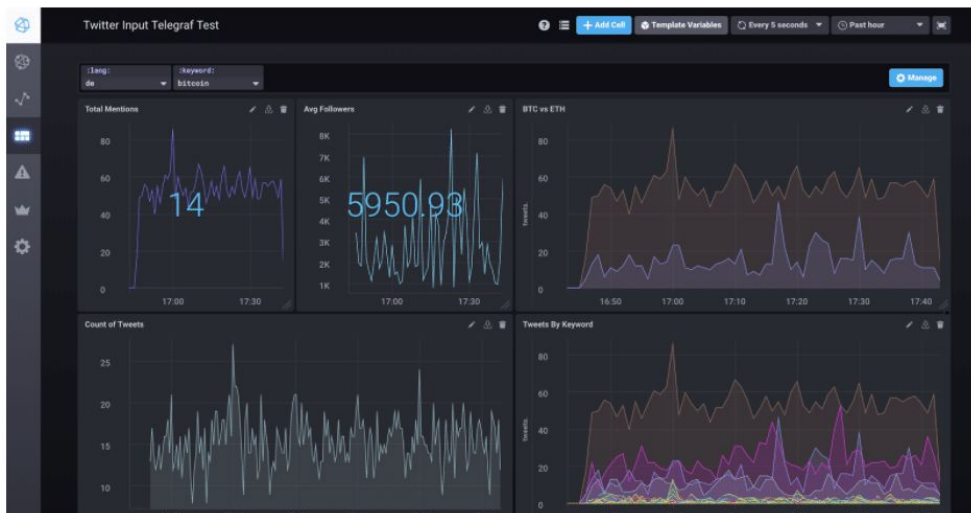 Twitter Input Telegraf Test
+ Add Cell
Template Variables
Every 5 seconds
Past hour
:lang:
de
:keyword:
bitcoin
Manage
Total Mentions
80
60
40
20
0
14
17:00 17:30
Avg Followers
8K
7K
6K
5K
4K
3K
2K
1K
5950.93
17:00 17:30
BTC vs ETH
tweets.
80
60
40
20
0
16:50 17:00 17:10 17:20 17:30 17:40
Count of Tweets
25
20
15
10
Tweets By Keyword
tweets.
80
60
40
20
0